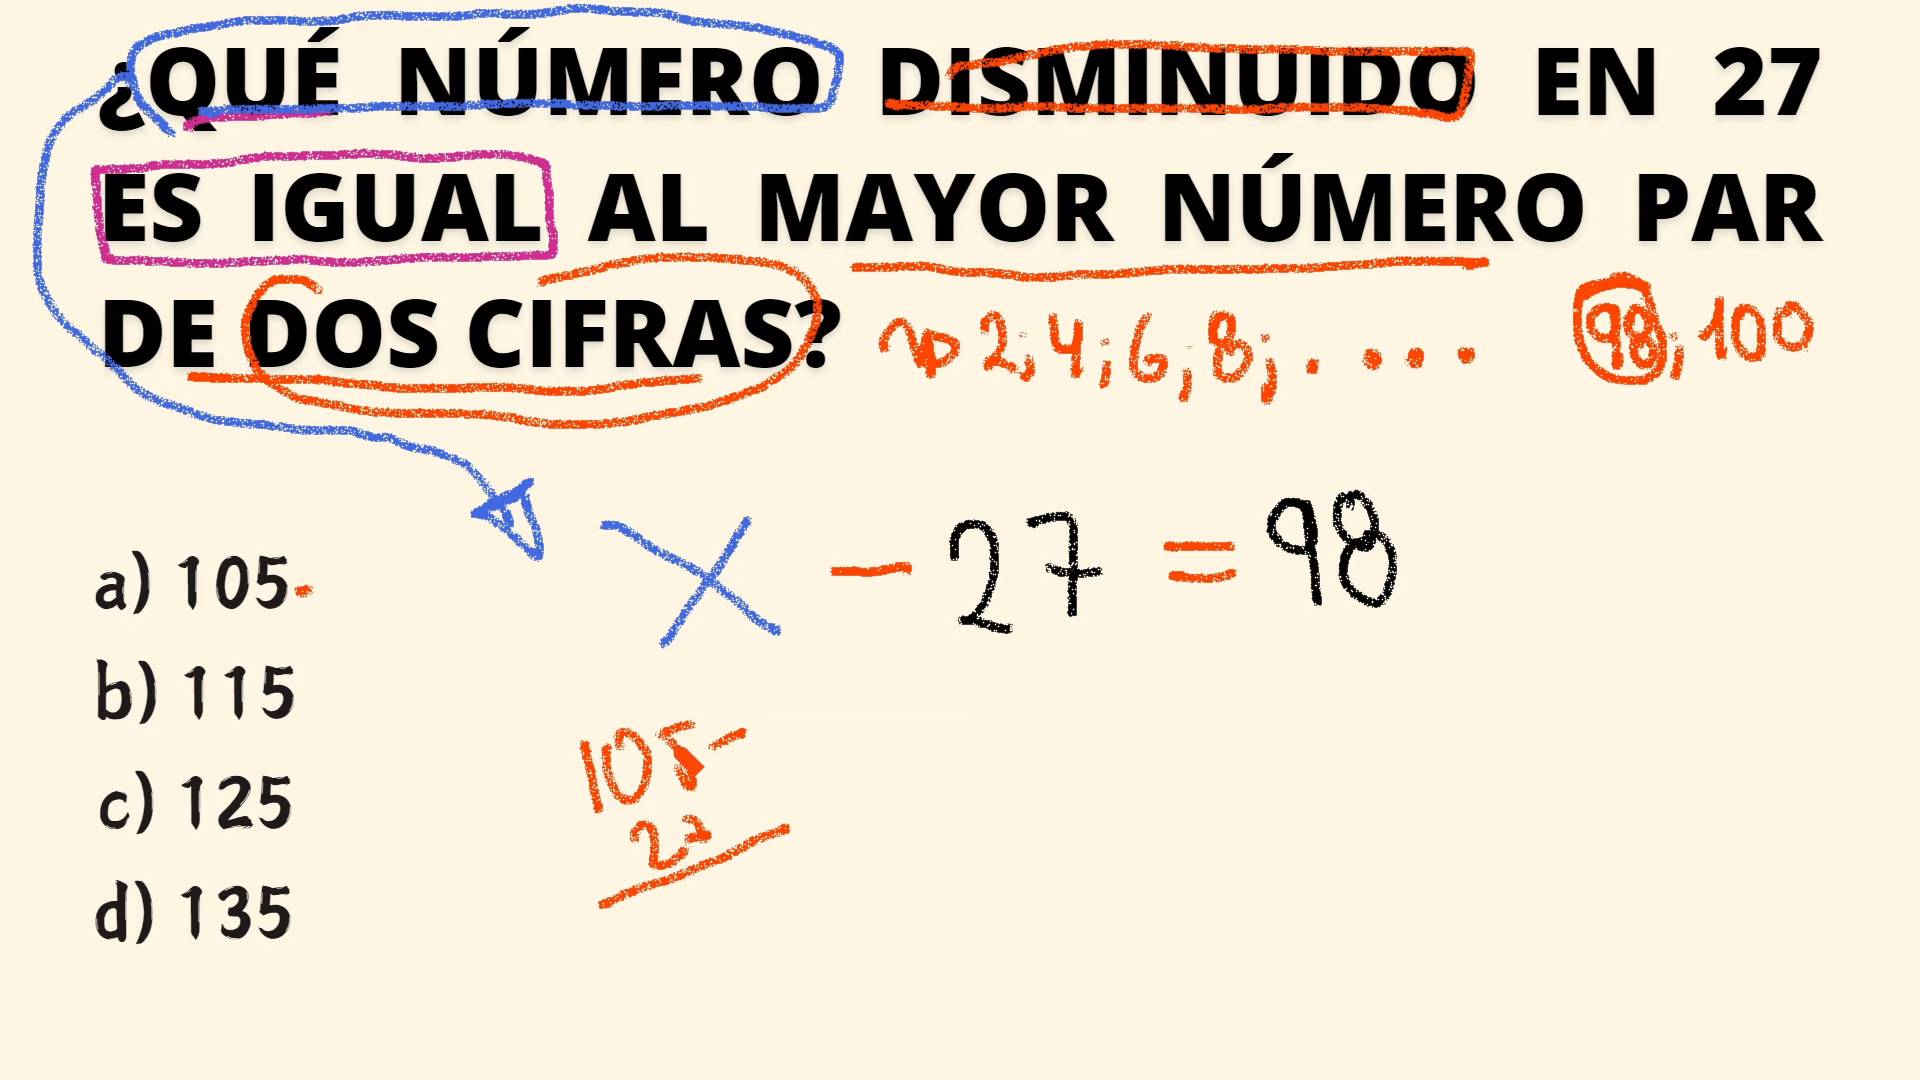 ¿QUÉ NÚMERO DISMINUIDO EN 27
ES IGUAL AL MAYOR NÚMERO PAR
DE DOS CIFRAS?
2; 4; 6; 8; . . . . 98; 100
X - 27 = 98
a) 105
b) 115
c) 125
d) 135
105 -
27